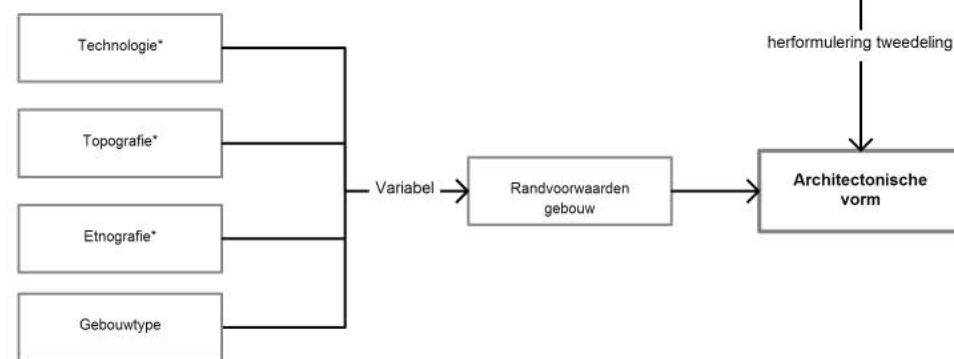 Technologie*
herformulering tweedeling
Topografie*
Variabel
Randvoorwaarden
gebouw
Architectonische
vorm
Etnografie*
Gebouwtype